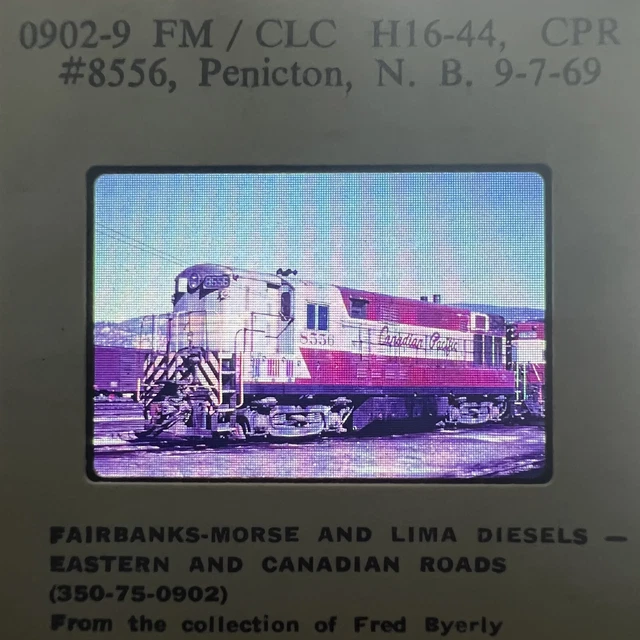 0902-9 FM / CLC H16-44, CPR
#8556, Penicton, N. B. 9-7-69
8556
Canadian Pacific
FAIRBANKS-MORSE AND LIMA DIESELS —
EASTERN AND CANADIAN ROADS
(350-75-0902)
From the collection of Fred Byerly